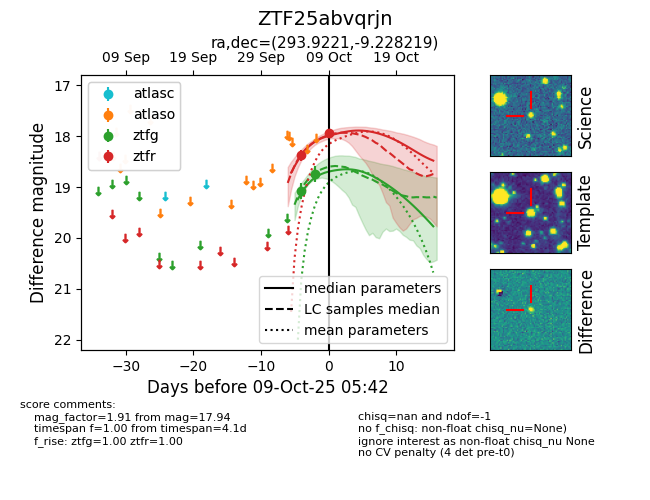 ZTF25abvqrjn
ra,dec=(293.9221,-9.228219)
09 Sep 19 Sep 29 Sep 09 Oct 19 Oct
atlasc
atlaso
ztfg
ztfr
17
18
19
20
21
22
Difference magnitude
median parameters
LC samples median
mean parameters
−30 −20 −10 0 10
Days before 09-Oct-25 05:42
Science
Template
Difference
score comments:
mag_factor=1.91 from mag=17.94
timespan f=1.00 from timespan=4.1d
f_rise: ztfg=1.00 ztfr=1.00
chisq=nan and ndof=-1
no f_chisq: non-float chisq_nu=None)
ignore interest as non-float chisq_nu None
no CV penalty (4 det pre-t0)